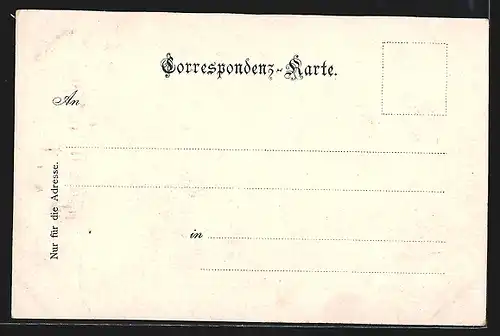 Correspondenz-Karte.
An
in
Nur für die Adresse.